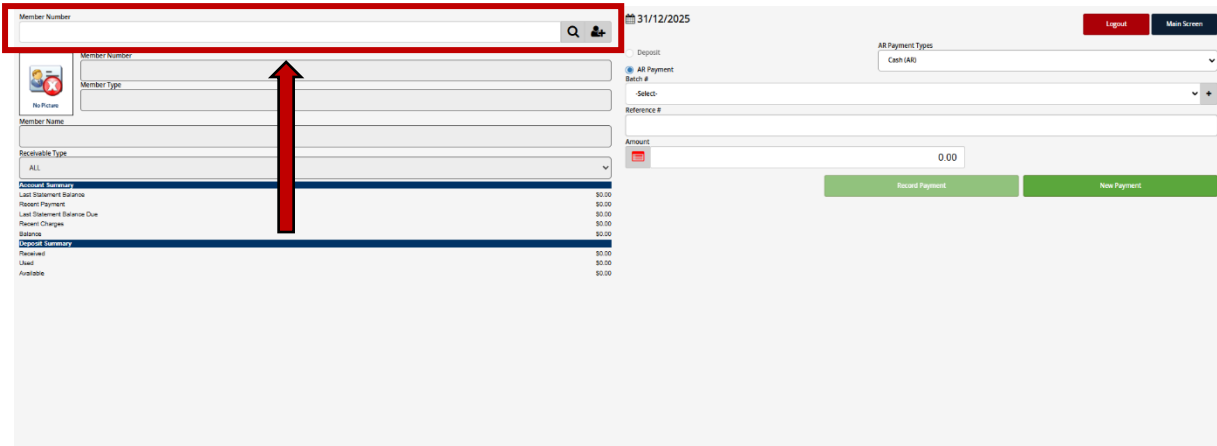 Member Number
Member Number
Member Type
No Picture
Member Name
Receivable Type
ALL
Account Summary
Last Statement Balance $0.00
Recent Payment $0.00
Last Statement Balance Due $0.00
Recent Charges $0.00
Balance $0.00
Deposit Summary
Received $0.00
Used $0.00
Available $0.00
31/12/2025
Logout
Main Screen
Deposit
AR Payment
AR Payment Types
Cash (AR)
Batch #
-Select-
+
Reference #
Amount
0.00
Record Payment
New Payment